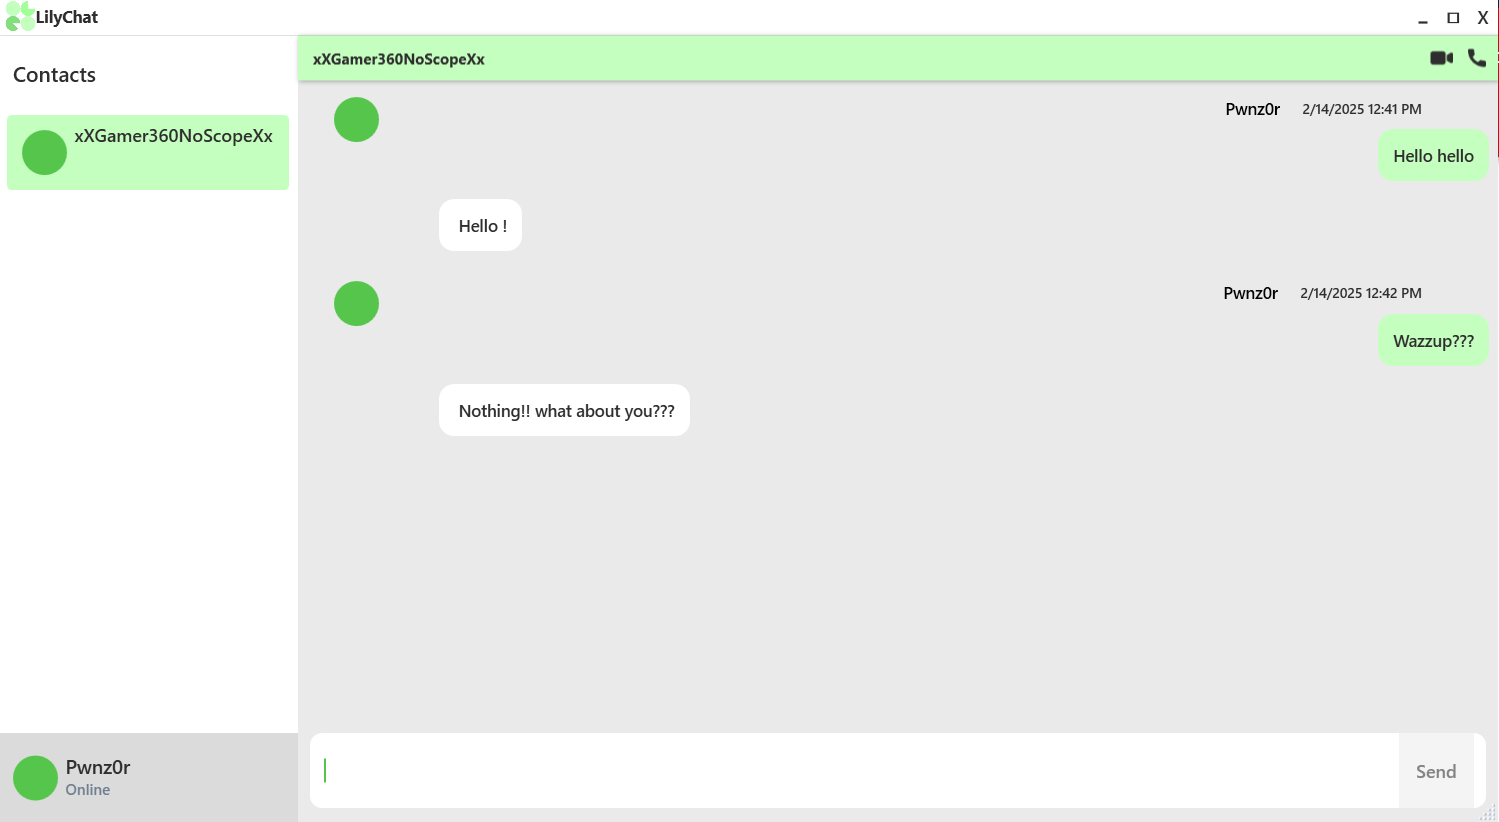 LilyChat
X
Contacts
xXGamer360NoScopeXx
Pwnz0r
Online
xXGamer360NoScopeXx
Pwnz0r 2/14/2025 12:41 PM
Hello hello
Hello !
Pwnz0r 2/14/2025 12:42 PM
Wazzup???
Nothing!! what about you???
Send